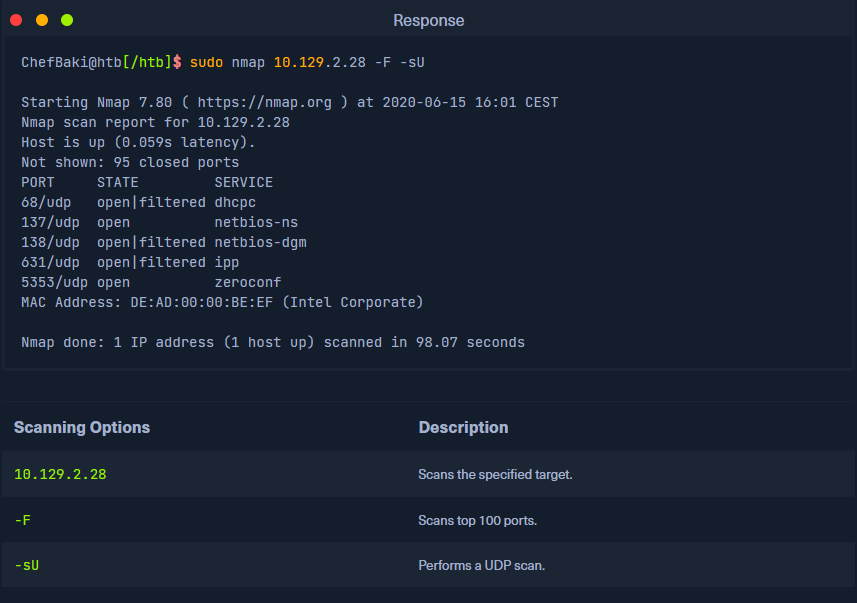 Response
ChefBaki@htb[/htb]$ sudo nmap 10.129.2.28 -F -sU
Starting Nmap 7.80 ( https://nmap.org ) at 2020-06-15 16:01 CEST
Nmap scan report for 10.129.2.28
Host is up (0.059s latency).
Not shown: 95 closed ports
PORT     STATE         SERVICE
68/udp   open|filtered dhcpc
137/udp  open          netbios-ns
138/udp  open|filtered netbios-dgm
631/udp  open|filtered ipp
5353/udp open          zeroconf
MAC Address: DE:AD:00:00:BE:EF (Intel Corporate)
Nmap done: 1 IP address (1 host up) scanned in 98.07 seconds
Scanning Options Description
10.129.2.28 Scans the specified target.
-F Scans top 100 ports.
-sU Performs a UDP scan.